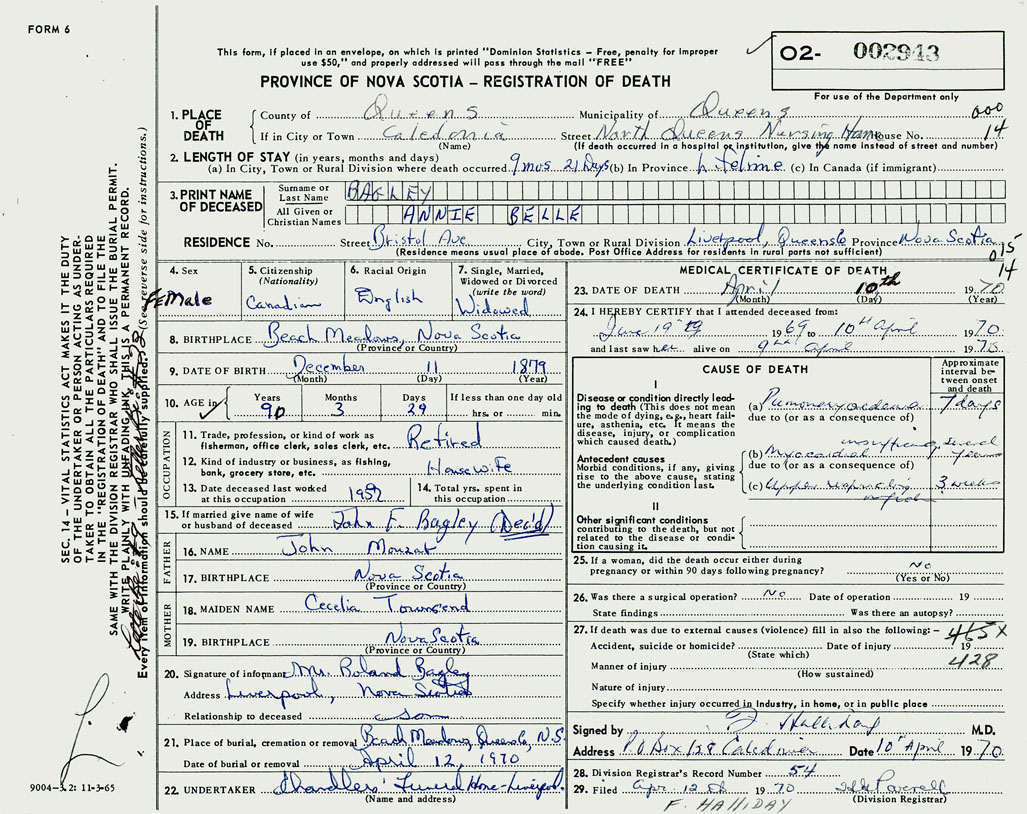 FORM 6
This form, if placed in an envelope, on which is printed "Dominion Statistics – Free, penalty for improper
use $50," and properly addressed will pass through the mail "FREE"
PROVINCE OF NOVA SCOTIA – REGISTRATION OF DEATH
O2- 002943
For use of the Department only
000
14
1. PLACE OF DEATH
County of Queens Municipality of Queens
If in City or Town Caledonia Street North Queens Nursing Home House No.
(Name) (If death occurred in a hospital or institution, give the name instead of street and number)
2. LENGTH OF STAY (in years, months and days)
(a) In City, Town or Rural Division where death occurred 9 mos 21 Days (b) In Province Lifetime (c) In Canada (if immigrant)
3. PRINT NAME OF DECEASED
Surname or Last Name BAGLEY
All Given or Christian Names ANNIE BELLE
RESIDENCE No. Street Bristol Ave City, Town or Rural Division Liverpool, Queens Co Province Nova Scotia
(Residence means usual place of abode. Post Office Address for residents in rural parts not sufficient)
015
14
4. Sex Female
5. Citizenship (Nationality) Canadian
6. Racial Origin English
7. Single, Married, Widowed or Divorced (write the word) Widowed
8. BIRTHPLACE Beach Meadows, Nova Scotia
(Province or Country)
9. DATE OF BIRTH December 11 1879
(Month) (Day) (Year)
10. AGE in Years 90 Months 3 Days 29 If less than one day old hrs. or min.
OCCUPATION
11. Trade, profession, or kind of work as fisherman, office clerk, sales clerk, etc. Retired
12. Kind of industry or business, as fishing, bank, grocery store, etc. Housewife
13. Date deceased last worked at this occupation 1957
14. Total yrs. spent in this occupation
15. If married give name of wife or husband of deceased John E. Bagley (Dec'd)
FATHER
16. NAME John
17. BIRTHPLACE Nova Scotia
(Province or Country)
MOTHER
18. MAIDEN NAME Cecelia Townsend
19. BIRTHPLACE Nova Scotia
(Province or Country)
20. Signature of informant Mr. Roland Bagley
Address Liverpool, Nova Scotia
Relationship to deceased son
21. Place of burial, cremation or removal Beach Meadows, Queens Co, N.S.
Date of burial or removal April 12, 1970
22. UNDERTAKER Chandlers' Funeral Home - Liverpool.
(Name and address)
MEDICAL CERTIFICATE OF DEATH
23. DATE OF DEATH April 10th 1970
(Month) (Day) (Year)
24. I HEREBY CERTIFY that I attended deceased from:
June 19th 1969 to 10th April 1970
and last saw her alive on 9th April 1970
CAUSE OF DEATH
Approximate interval between onset and death
I
Disease or condition directly leading to death (This does not mean the mode of dying, e.g., heart failure, asthenia, etc. It means the disease, injury, or complication which caused death.)
(a) Pulmonary oedema 7 days
due to (or as a consequence of)
Antecedent causes
Morbid conditions, if any, giving rise to the above cause, stating the underlying condition last.
(b) Myocardial insufficiency Several years
due to (or as a consequence of)
(c) Upper respiratory infection 3 weeks
II
Other significant conditions
contributing to the death, but not related to the disease or condition causing it.
25. If a woman, did the death occur either during pregnancy or within 90 days following pregnancy? No
(Yes or No)
26. Was there a surgical operation? No Date of operation 19
State findings Was there an autopsy?
27. If death was due to external causes (violence) fill in also the following:– 465X
Accident, suicide or homicide? Date of injury 19
(State which) 428
Manner of injury
(How sustained)
Nature of injury
Specify whether injury occurred in industry, in home, or in public place
Signed by F. Halliday M.D.
Address P.O Box 128 Caledonia Date 10th April 1970
28. Division Registrar's Record Number 54
29. Filed Apr. 12 1970
(Division Registrar)
F. HALLIDAY
SEC. 14 – VITAL STATISTICS ACT MAKES IT THE DUTY
OF THE UNDERTAKER OR PERSON ACTING AS UNDER-
TAKER TO OBTAIN ALL THE PARTICULARS REQUIRED
IN THE "REGISTRATION OF DEATH" AND TO FILE THE
SAME WITH THE DIVISION REGISTRAR WHO SHALL ISSUE THE BURIAL PERMIT.
WRITE PLAINLY WITH UNFADING INK, THIS IS A PERMANENT RECORD.
Every item of information should be carefully supplied. (See reverse side for instructions.)
9004-3.2: 11-3-65